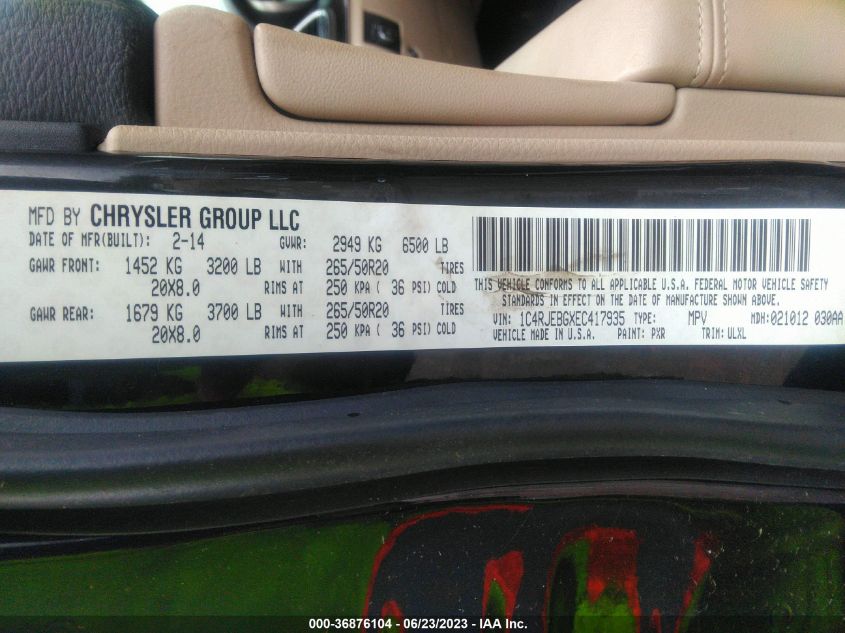 MFD BY CHRYSLER GROUP LLC
DATE OF MFR(BUILT): 2-14 GVWR: 2949 KG 6500 LB
GAWR FRONT: 1452 KG 3200 LB WITH 265/50R20 TIRES
20X8.0 RIMS AT 250 KPA ( 36 PSI) COLD
GAWR REAR: 1679 KG 3700 LB WITH 265/50R20 TIRES
20X8.0 RIMS AT 250 KPA ( 36 PSI) COLD
THIS VEHICLE CONFORMS TO ALL APPLICABLE U.S.A. FEDERAL MOTOR VEHICLE SAFETY
STANDARDS IN EFFECT ON THE DATE OF MANUFACTURE SHOWN ABOVE.
VIN: 1C4RJEBGXEC417935 TYPE: MPV MDH:021012 030AA
VEHICLE MADE IN U.S.A. PAINT: PXR TRIM: ULXL
000-36876104 - 06/23/2023 - IAA Inc.